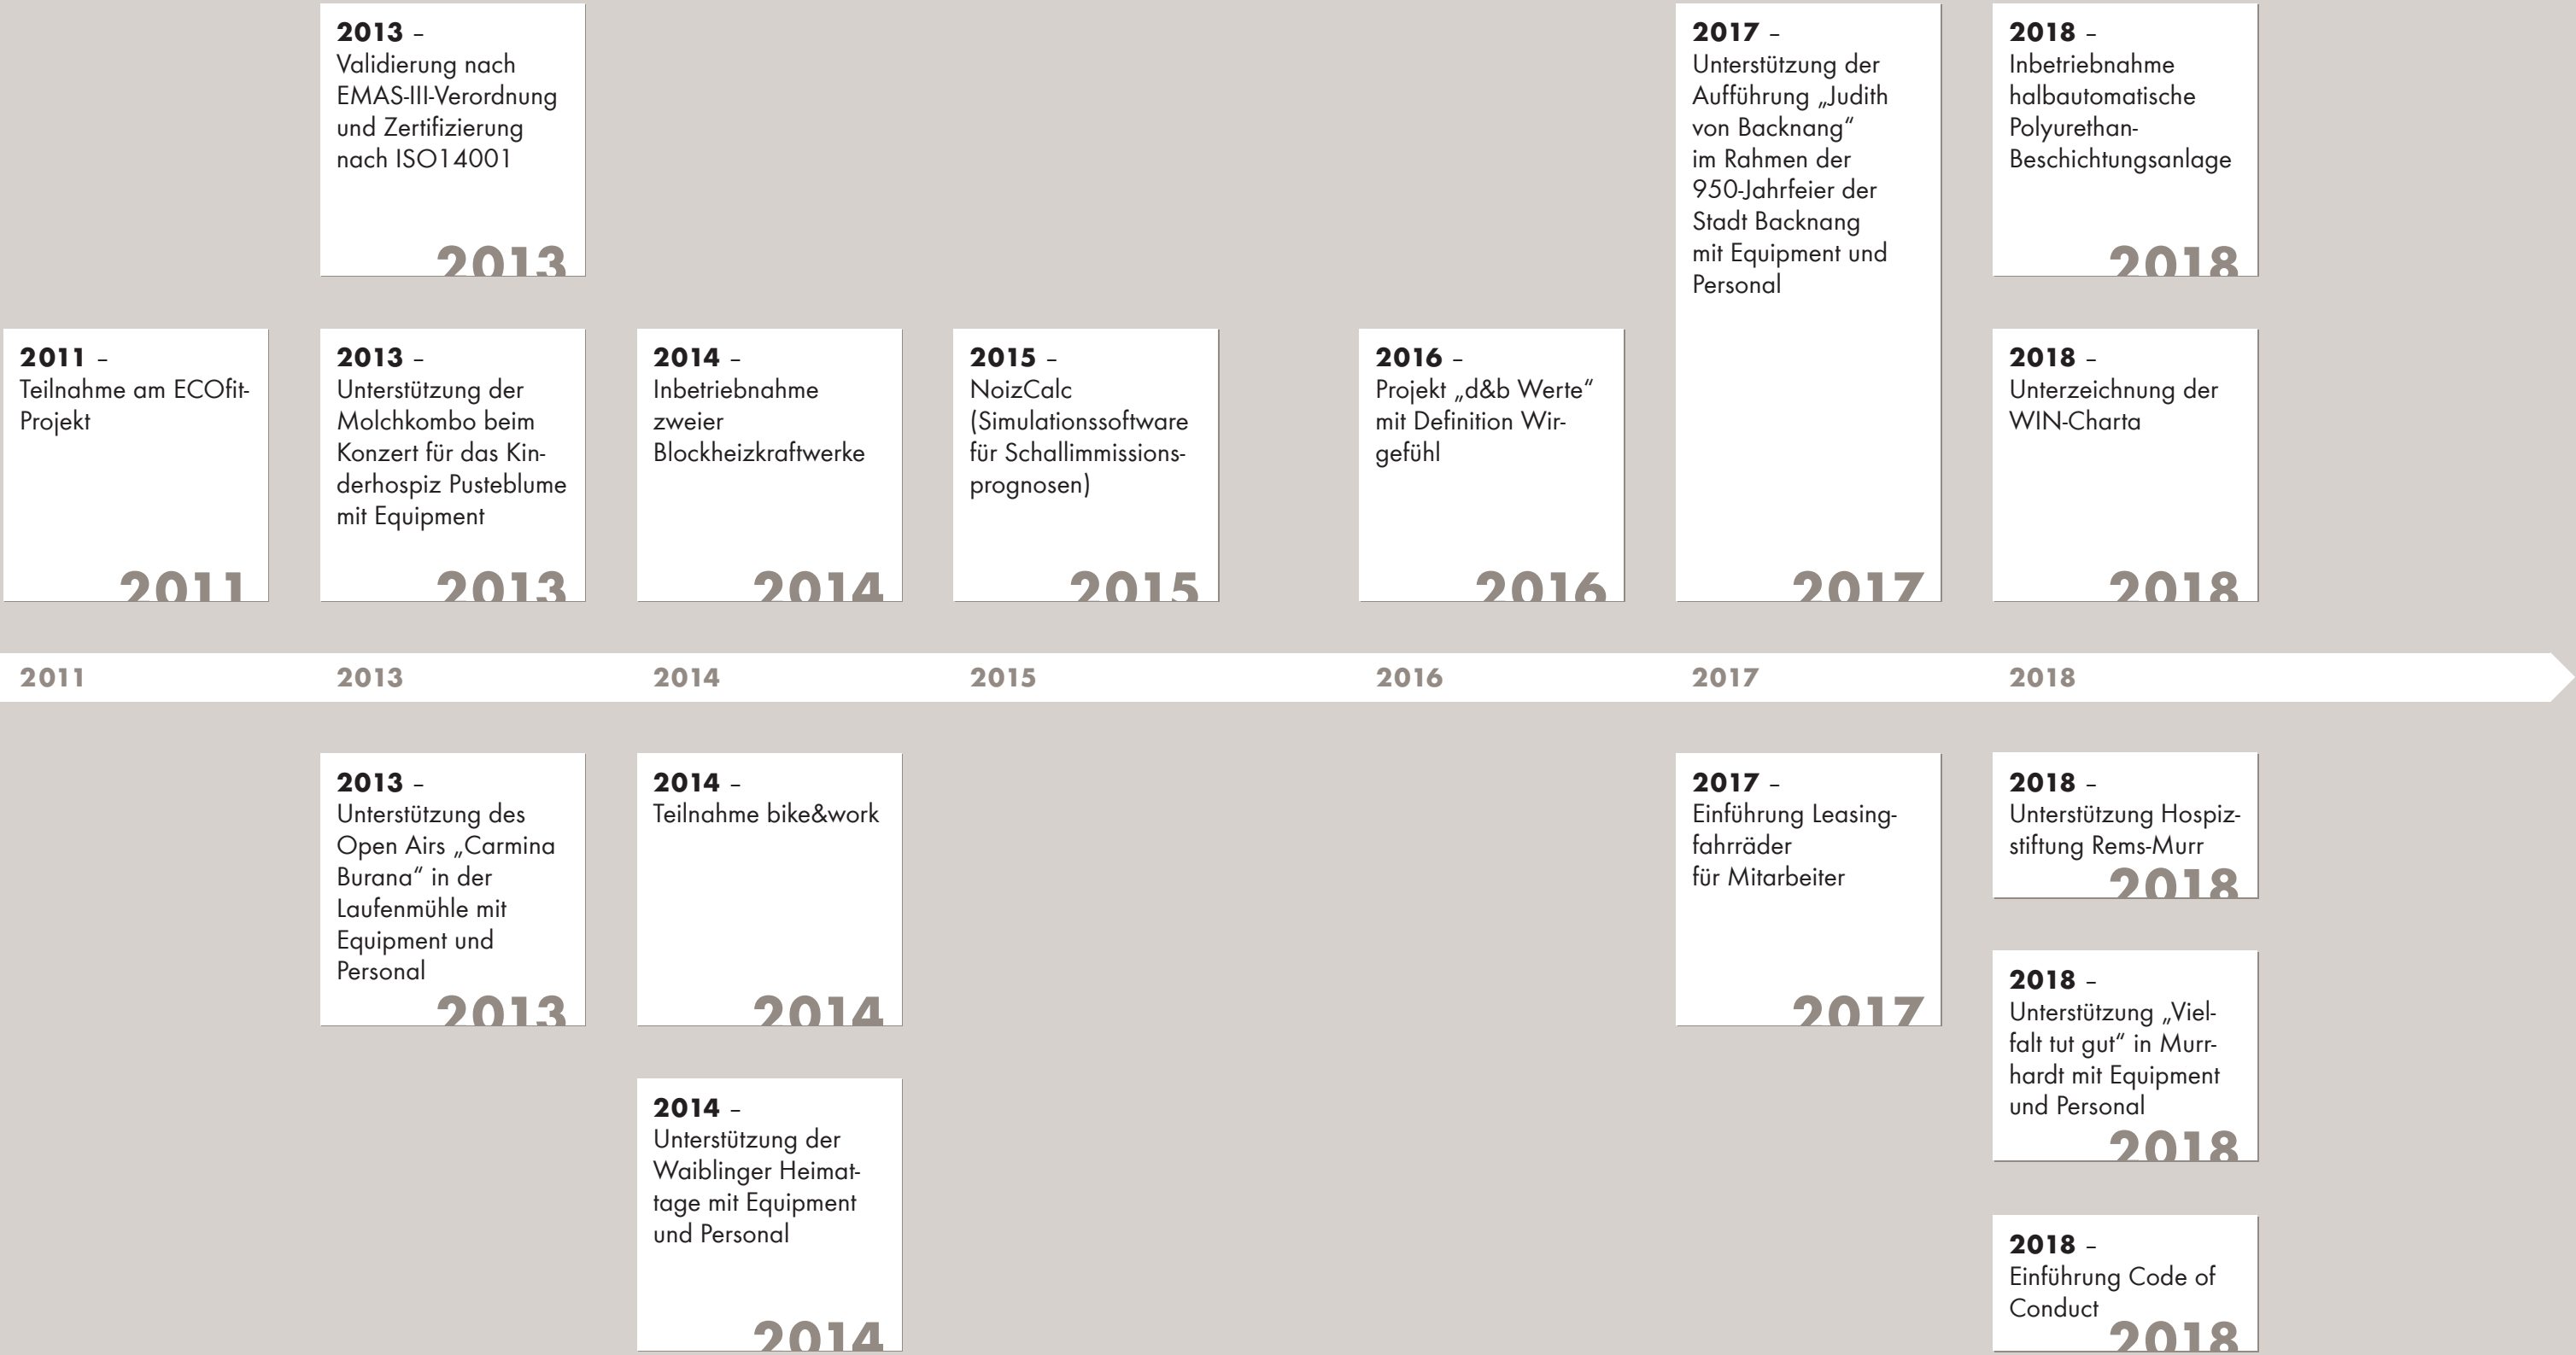 2013 –
Validierung nach
EMAS-III-Verordnung
und Zertifizierung
nach ISO14001
2013
2017 –
Unterstützung der
Aufführung „Judith
von Backnang“
im Rahmen der
950-Jahrfeier der
Stadt Backnang
mit Equipment und
Personal
2017
2018 –
Inbetriebnahme
halbautomatische
Polyurethan-
Beschichtungsanlage
2018
2011 –
Teilnahme am ECOfit-
Projekt
2011
2013 –
Unterstützung der
Molchkombo beim
Konzert für das Kin-
derhospiz Pusteblume
mit Equipment
2013
2014 –
Inbetriebnahme
zweier
Blockheizkraftwerke
2014
2015 –
NoizCalc
(Simulationssoftware
für Schallimmissions-
prognosen)
2015
2016 –
Projekt „d&b Werte“
mit Definition Wir-
gefühl
2016
2018 –
Unterzeichnung der
WIN-Charta
2018
2011 2013 2014 2015 2016 2017 2018
2013 –
Unterstützung des
Open Airs „Carmina
Burana“ in der
Laufenmühle mit
Equipment und
Personal
2013
2014 –
Teilnahme bike&work
2014
2014 –
Unterstützung der
Waiblinger Heimat-
tage mit Equipment
und Personal
2014
2017 –
Einführung Leasing-
fahrräder
für Mitarbeiter
2017
2018 –
Unterstützung Hospiz-
stiftung Rems-Murr
2018
2018 –
Unterstützung „Viel-
falt tut gut“ in Murr-
hardt mit Equipment
und Personal
2018
2018 –
Einführung Code of
Conduct
2018